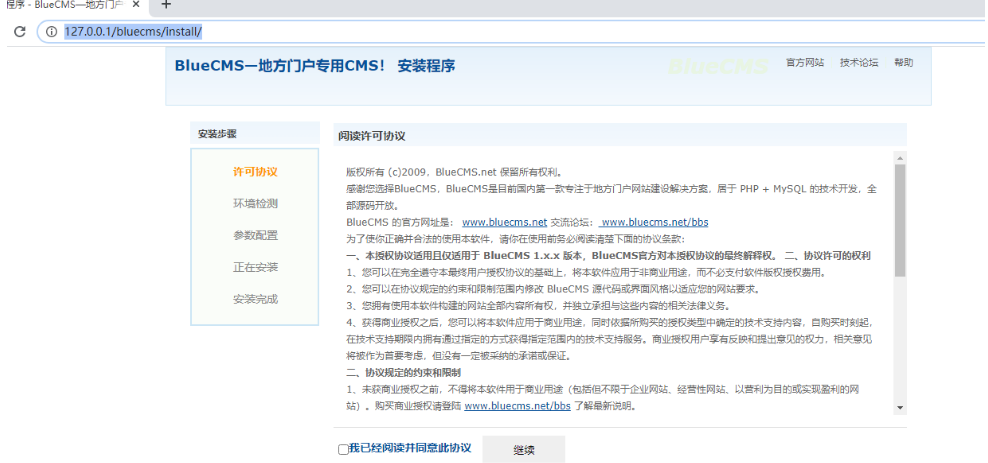 程序 - BlueCMS—地方门户
127.0.0.1/bluecms/install/
BlueCMS—地方门户专用CMS！ 安装程序
BlueCMS
官方网站 技术论坛 帮助
安装步骤
许可协议
环境检测
参数配置
正在安装
安装完成
阅读许可协议
版权所有 (c)2009，BlueCMS.net 保留所有权利。
感谢您选择BlueCMS，BlueCMS是目前国内第一款专注于地方门户网站建设解决方案，居于 PHP + MySQL 的技术开发，全
部源码开放。
BlueCMS 的官方网址是： www.bluecms.net 交流论坛： www.bluecms.net/bbs
为了使你正确并合法的使用本软件，请你在使用前务必阅读清楚下面的协议条款：
一、本授权协议适用且仅适用于 BlueCMS 1.x.x 版本，BlueCMS官方对本授权协议的最终解释权。 二、协议许可的权利
1、您可以在完全遵守本最终用户授权协议的基础上，将本软件应用于非商业用途，而不必支付软件版权授权费用。
2、您可以在协议规定的约束和限制范围内修改 BlueCMS 源代码或界面风格以适应您的网站要求。
3、您拥有使用本软件构建的网站全部内容所有权，并独立承担与这些内容的相关法律义务。
4、获得商业授权之后，您可以将本软件应用于商业用途，同时依据所购买的授权类型中确定的技术支持内容，自购买时刻起，
在技术支持期限内拥有通过指定的方式获得指定范围内的技术支持服务。商业授权用户享有反映和提出意见的权力，相关意见
将被作为首要考虑，但没有一定被采纳的承诺或保证。
二、协议规定的约束和限制
1、未获商业授权之前，不得将本软件用于商业用途（包括但不限于企业网站、经营性网站、以营利为目的或实现盈利的网
站）。购买商业授权请登陆 www.bluecms.net/bbs 了解最新说明。
我已经阅读并同意此协议
继续